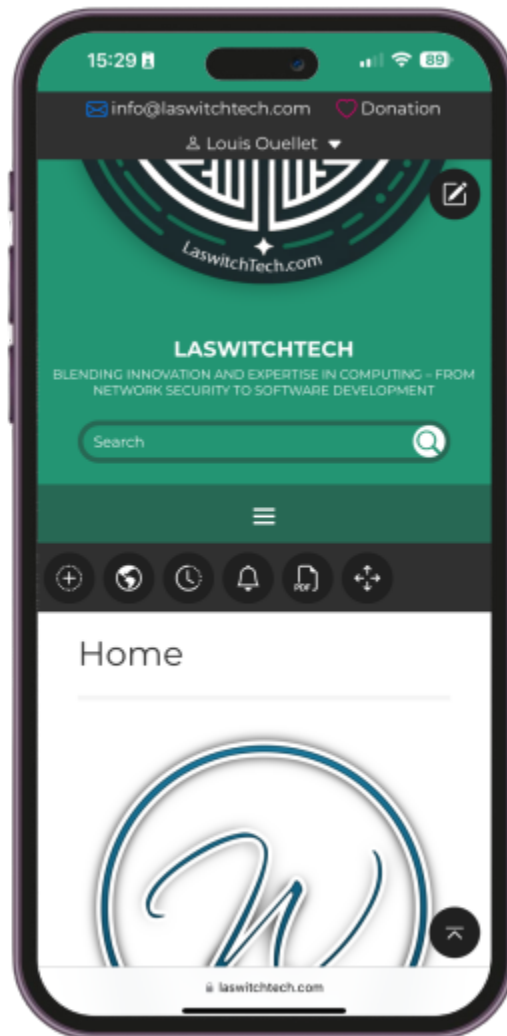 15:29
89
info@laswitchtech.com Donation
Louis Ouellet
LaswitchTech.com
LASWITCHTECH
BLENDING INNOVATION AND EXPERTISE IN COMPUTING – FROM
NETWORK SECURITY TO SOFTWARE DEVELOPMENT
Search
PDF
Home
W
laswitchtech.com